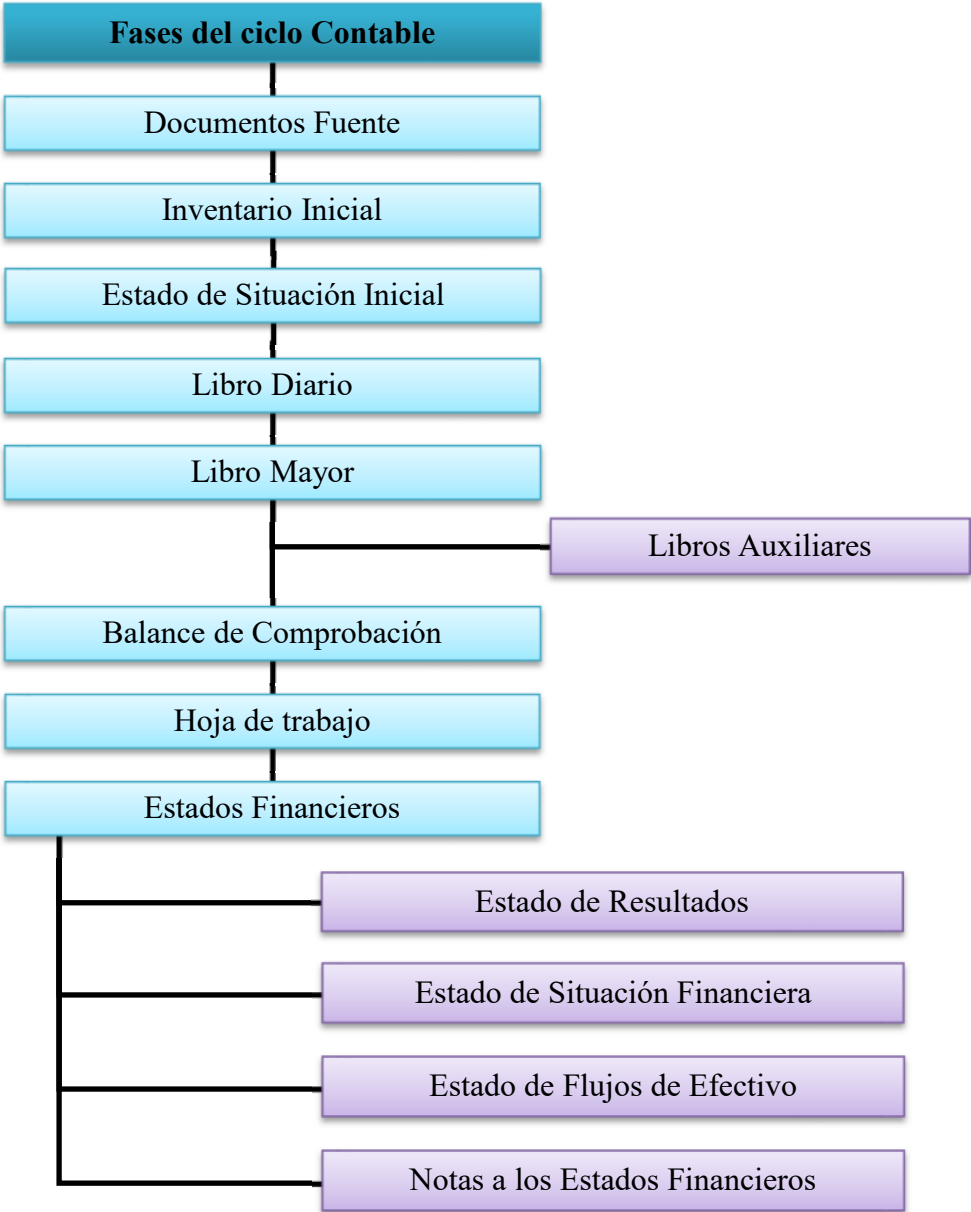 Fases del ciclo Contable
Documentos Fuente
Inventario Inicial
Estado de Situación Inicial
Libro Diario
Libro Mayor
Libros Auxiliares
Balance de Comprobación
Hoja de trabajo
Estados Financieros
Estado de Resultados
Estado de Situación Financiera
Estado de Flujos de Efectivo
Notas a los Estados Financieros